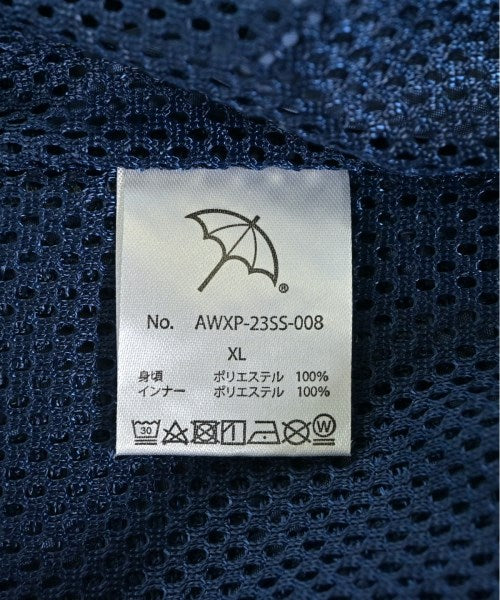 ®
No. AWXP-23SS-008
XL
身頃 ポリエステル 100%
インナー ポリエステル 100%
30 W